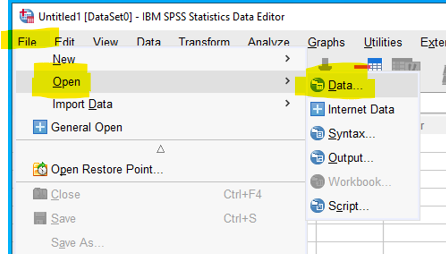 Untitled1 [DataSet0] - IBM SPSS Statistics Data Editor
File Edit View Data Transform Analyze Graphs Utilities Exter
New
Open
Import Data
General Open
Open Restore Point...
Close Ctrl+F4
Save Ctrl+S
Save As...
Data...
Internet Data
Syntax...
Output...
Workbook...
Script...